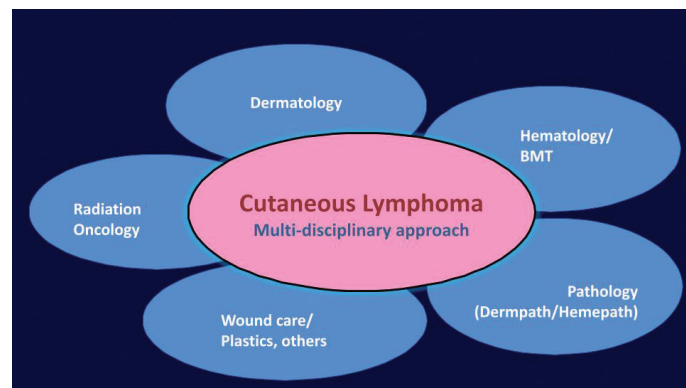 Dermatology
Hematology/
BMT
Cutaneous Lymphoma
Multi-disciplinary approach
Radiation
Oncology
Pathology
(Dermpath/Hemepath)
Wound care/
Plastics, others